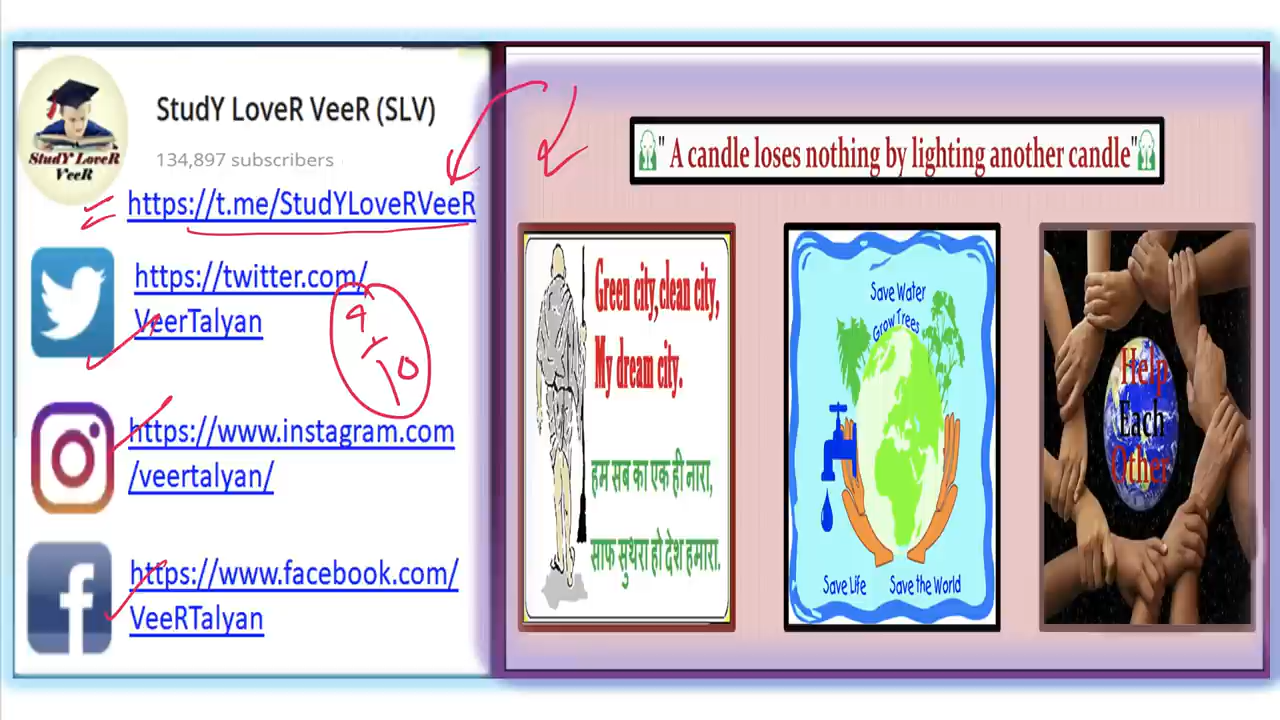 StudY LoveR VeeR (SLV)
134,897 subscribers
StudY LoveR
VeeR
https://t.me/StudYLoveRVeeR
https://twitter.com/
VeerTalyan
9
10
https://www.instagram.com
/veertalyan/
https://www.facebook.com/
VeeRTalyan
" A candle loses nothing by lighting another candle"
Green city,clean city,
My dream city.
हम सब का एक ही नारा,
साफ सुथरा हो देश हमारा.
Save Water
Grow Trees
Save Life Save the World
Help
Each
Other